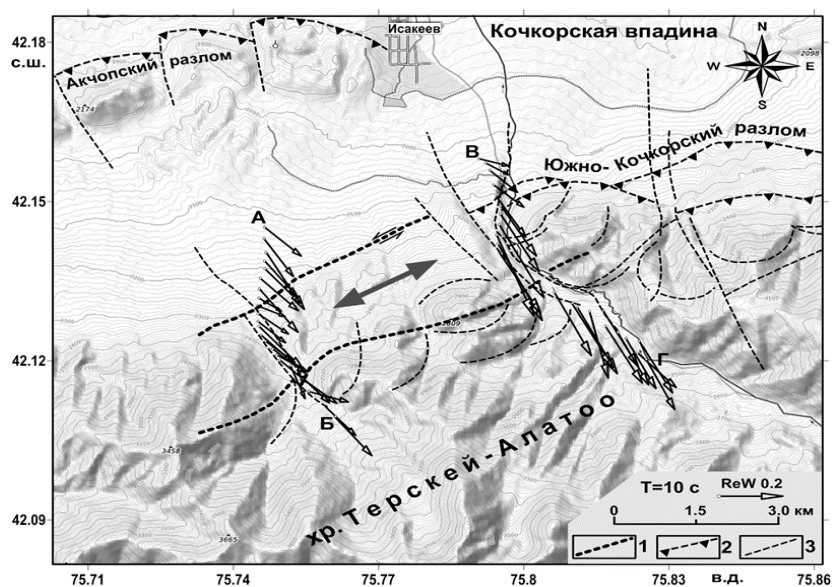 42.18
с.ш.
42.15
42.12
42.09
Исакеев
Кочкорская впадина
N
W E
S
2098
Акчопский разлом
2174
В
Южно-Кочкорский разлом
А
2809
Г
Б
3458
хр. Терскей-Алатоо
3665
T=10 с ReW 0.2
0 1.5 3.0 км
1 2 3
75.71 75.74 75.77 75.8 75.83 в.д. 75.86